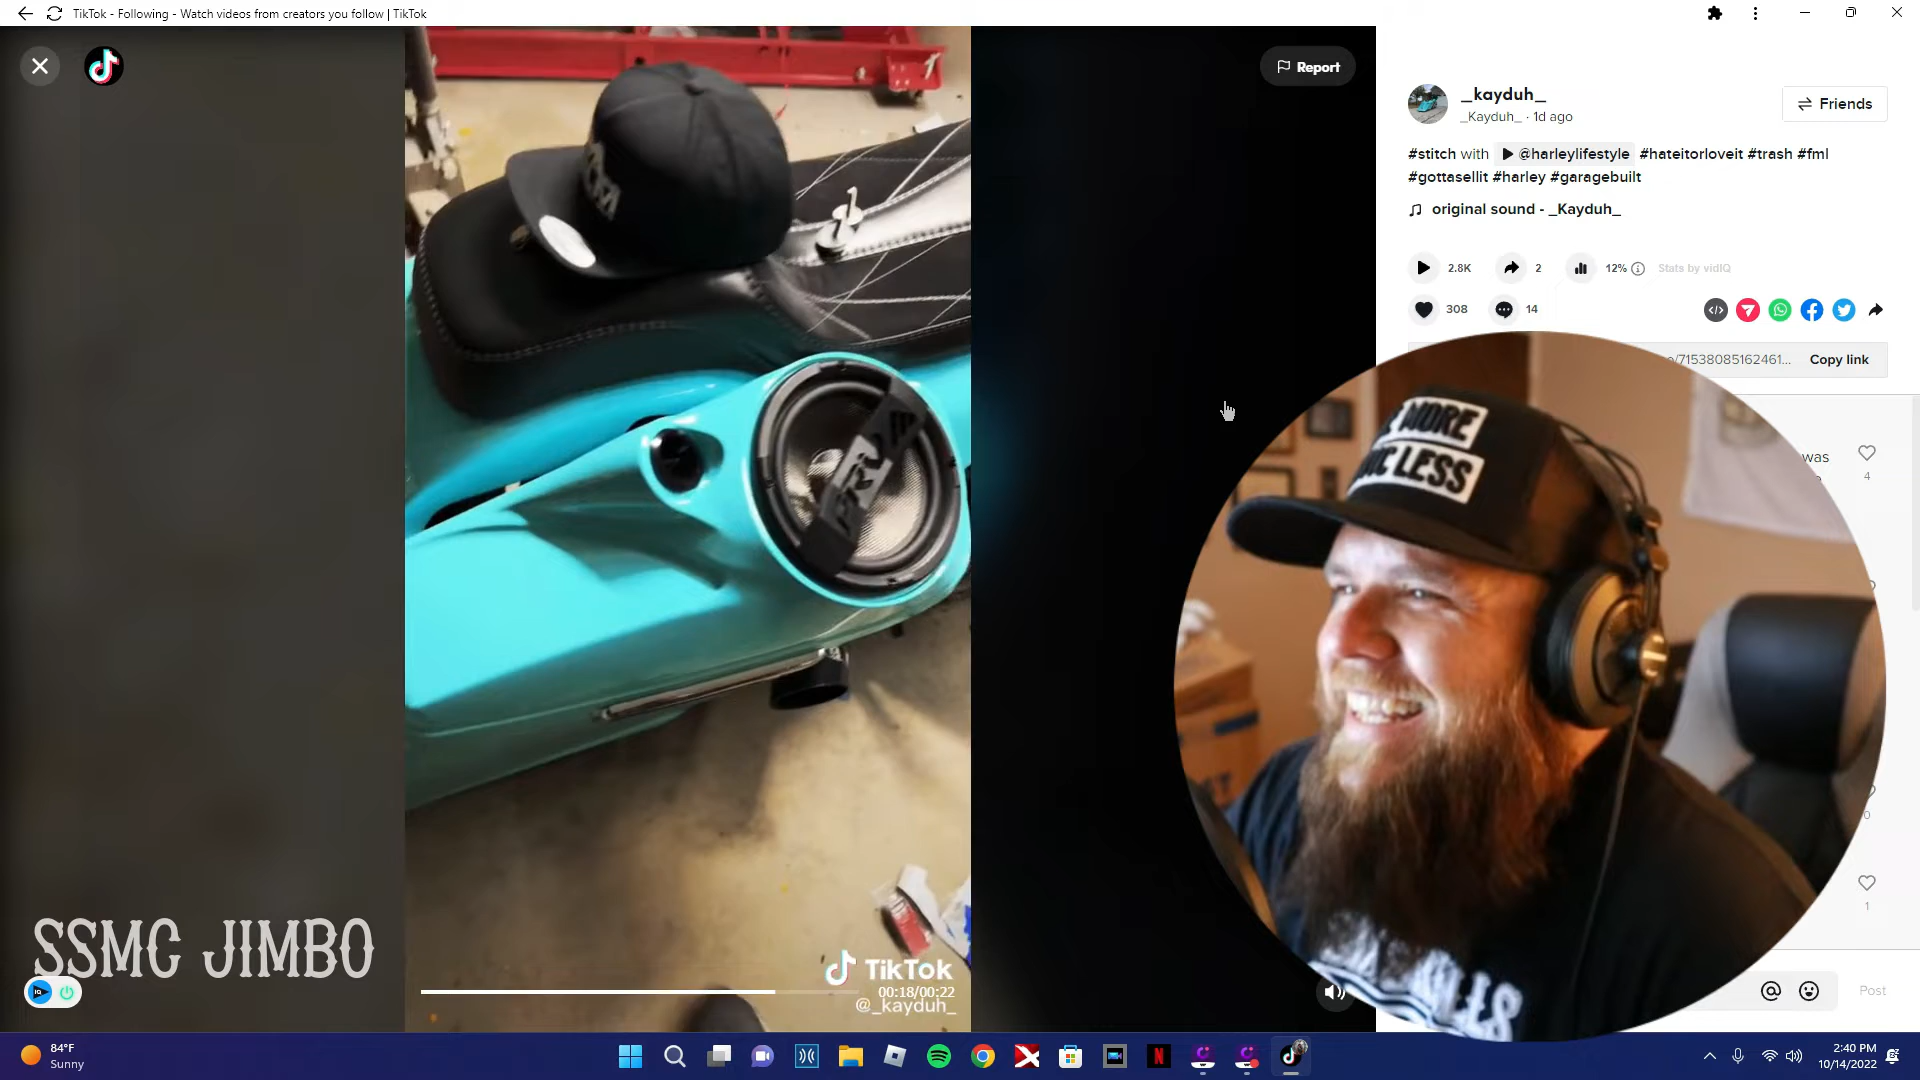 TikTok - Following - Watch videos from creators you follow | TikTok
Report
_kayduh_
_Kayduh_ · 1d ago
Friends
#stitch with @harleylifestyle #hateitorloveit #trash #fml
#gottasellit #harley #garagebuilt
original sound - _Kayduh_
2.8K
2
12%
Stats by vidIQ
308
14
71538085162461...
Copy link
MORE
LESS
was
4
0
1
SSMC JIMBO
TikTok
00:18/00:22
@_kayduh_
Post
84°F
Sunny
2:40 PM
10/14/2022